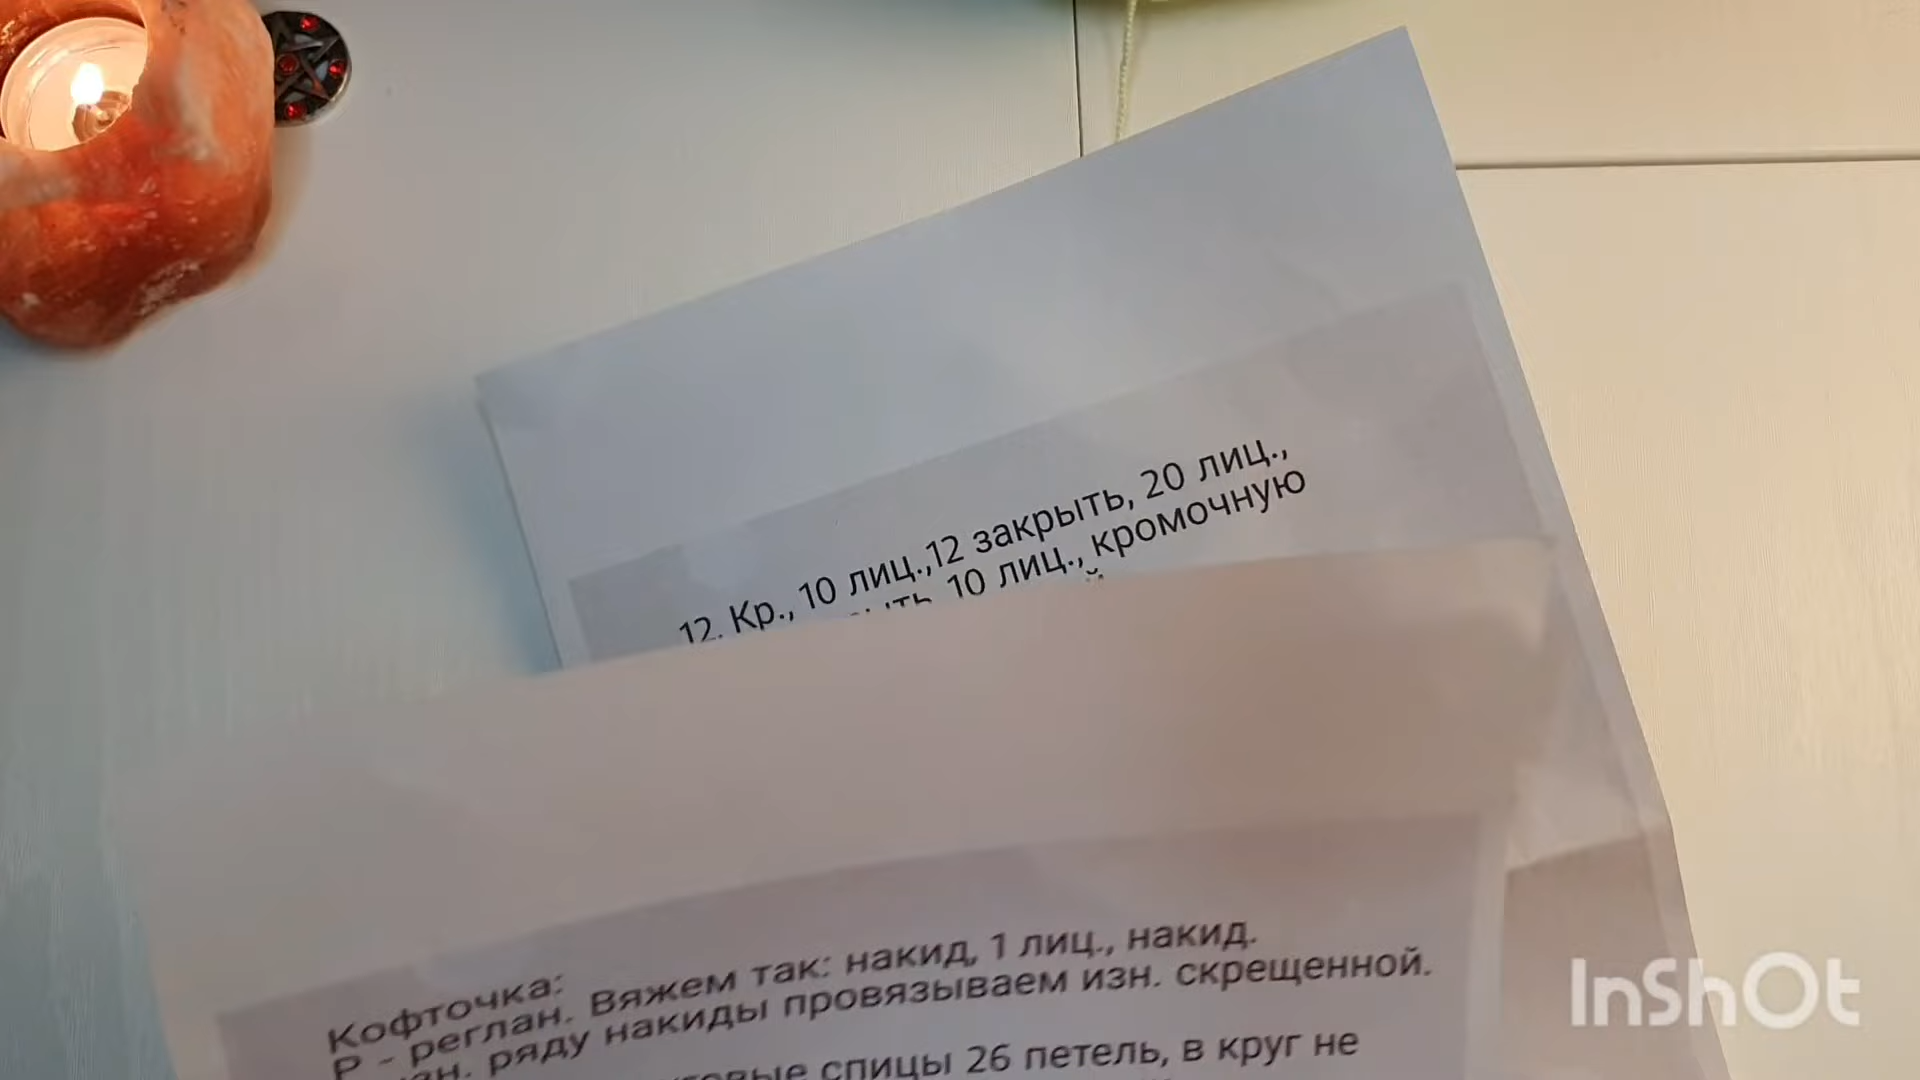 12. Кр., 10 лиц.,12 закрыть, 20 лиц.,
10 лиц., кромочную
Кофточка:
Р - реглан. Вяжем так: накид, 1 лиц., накид.
ряду накиды провязываем изн. скрещенной.
спицы 26 петель, в круг не
InShOt